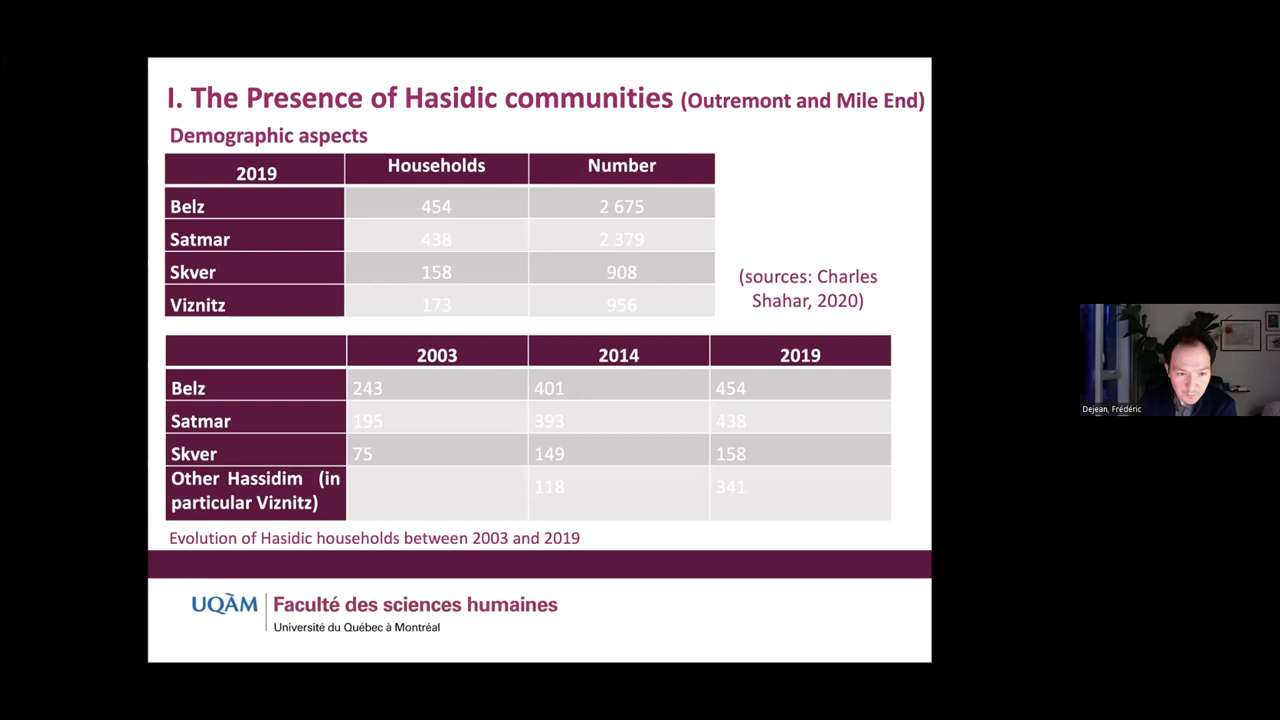 I. The Presence of Hasidic communities (Outremont and Mile End)
Demographic aspects
2019 Households Number
Belz 454 2 675
Satmar 438 2 379
Skver 158 908
Viznitz 173 956
(sources: Charles
Shahar, 2020)
2003 2014 2019
Belz 243 401 454
Satmar 195 393 438
Skver 75 149 158
Other Hassidim (in
particular Viznitz) 118 341
Evolution of Hasidic households between 2003 and 2019
UQÀM Faculté des sciences humaines
Université du Québec à Montréal
Dejean, Frédéric